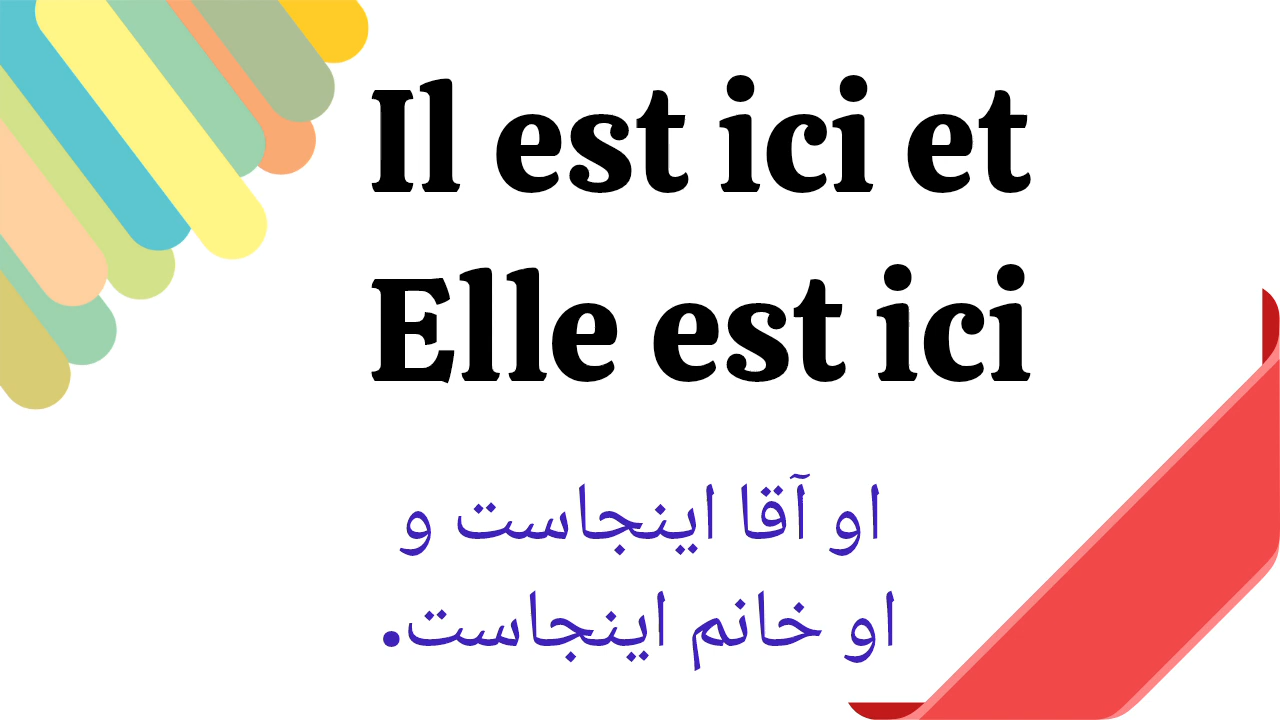 Il est ici et
Elle est ici
او آقا اینجاست و
او خانم اینجاست.